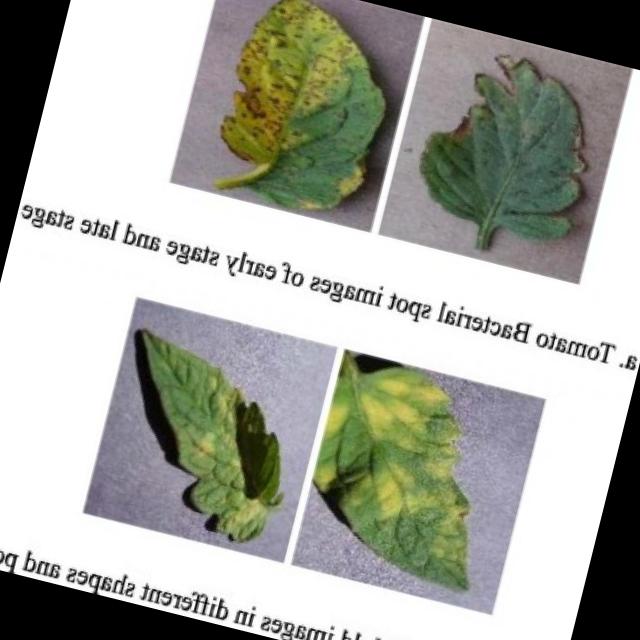 a. Tomato Bacterial spot images of early stage and late stage
images in different shapes and